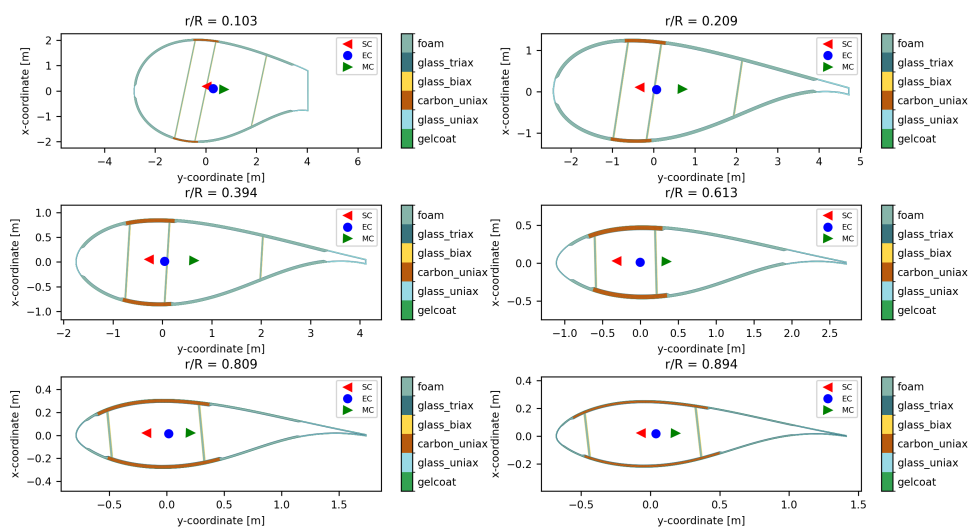 r/R = 0.103
x-coordinate [m]
2
1
0
−1
−2
SC
EC
MC
−4
−2
0
2
4
6
y-coordinate [m]
foam
glass_triax
glass_biax
carbon_uniax
glass_uniax
gelcoat
r/R = 0.209
x-coordinate [m]
1
0
−1
SC
EC
MC
−2
−1
0
1
2
3
4
5
y-coordinate [m]
foam
glass_triax
glass_biax
carbon_uniax
glass_uniax
gelcoat
r/R = 0.394
x-coordinate [m]
1.0
0.5
0.0
−0.5
−1.0
SC
EC
MC
−2
−1
0
1
2
3
4
y-coordinate [m]
foam
glass_triax
glass_biax
carbon_uniax
glass_uniax
gelcoat
r/R = 0.613
x-coordinate [m]
0.5
0.0
−0.5
SC
EC
MC
−1.0
−0.5
0.0
0.5
1.0
1.5
2.0
2.5
y-coordinate [m]
foam
glass_triax
glass_biax
carbon_uniax
glass_uniax
gelcoat
r/R = 0.809
x-coordinate [m]
0.4
0.2
0.0
−0.2
−0.4
SC
EC
MC
−0.5
0.0
0.5
1.0
1.5
y-coordinate [m]
foam
glass_triax
glass_biax
carbon_uniax
glass_uniax
gelcoat
r/R = 0.894
x-coordinate [m]
0.4
0.2
0.0
−0.2
SC
EC
MC
−0.5
0.0
0.5
1.0
1.5
y-coordinate [m]
foam
glass_triax
glass_biax
carbon_uniax
glass_uniax
gelcoat